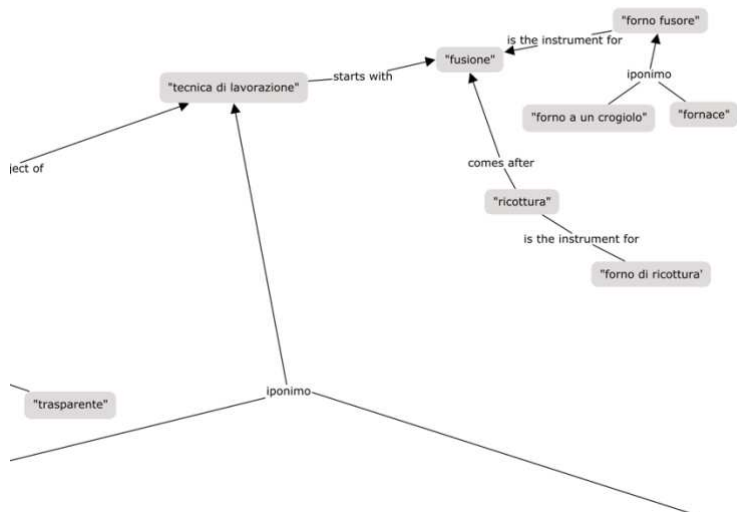 "forno fusore"
is the instrument for
"fusione"
"tecnica di lavorazione"
starts with
iponimo
"forno a un crogiolo"
"fornace"
comes after
ject of
"ricottura"
is the instrument for
"forno di ricottura'
iponimo
"trasparente"